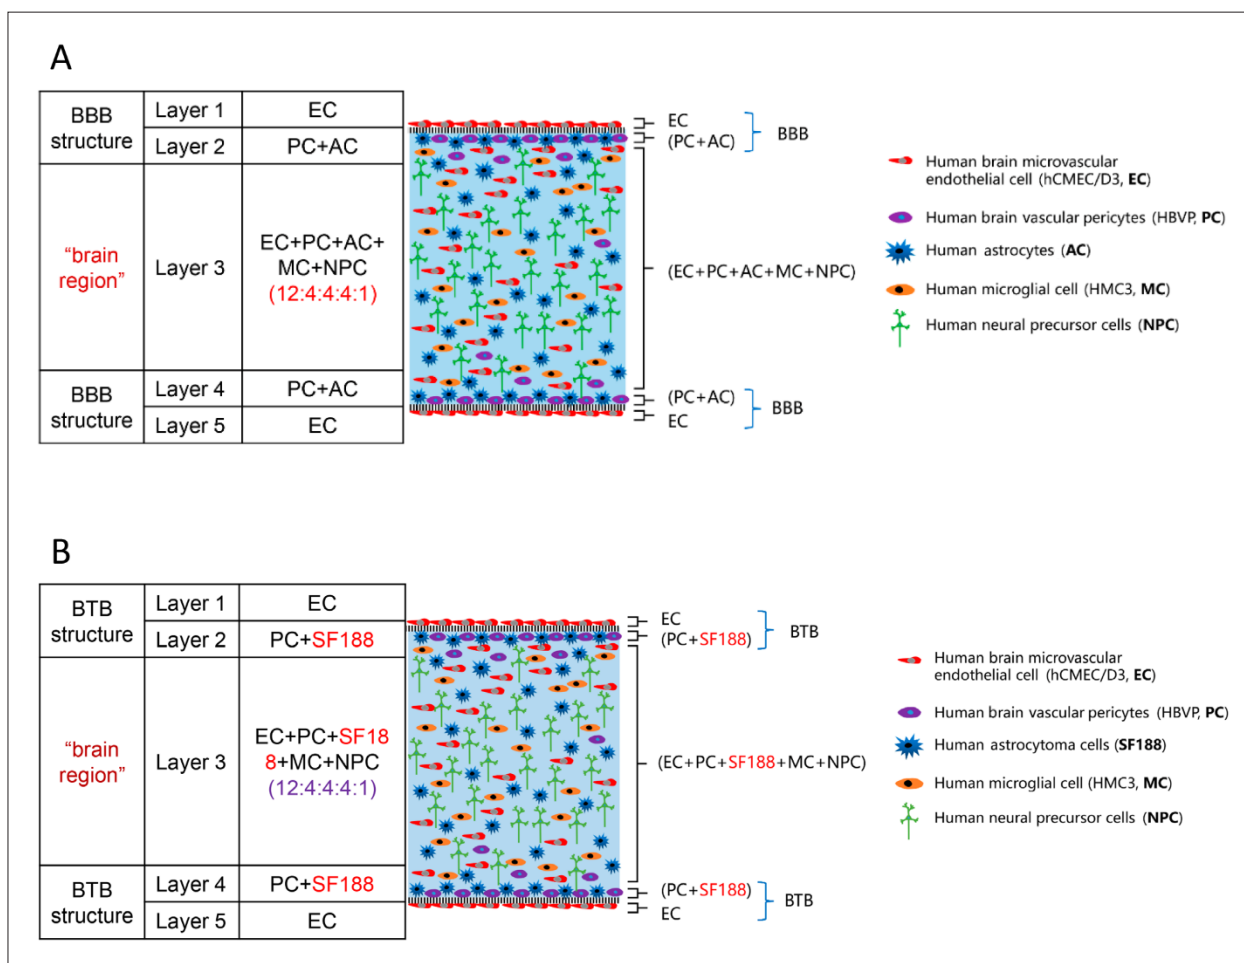 A
BBB
structure
Layer 1
EC
Layer 2
PC+AC
“brain
region”
Layer 3
EC+PC+AC+
MC+NPC
(12:4:4:4:1)
BBB
structure
Layer 4
PC+AC
Layer 5
EC
EC
(PC+AC)
BBB
(EC+PC+AC+MC+NPC)
(PC+AC)
EC
BBB
Human brain microvascular
endothelial cell (hCMEC/D3, EC)
Human brain vascular pericytes (HBVP, PC)
Human astrocytes (AC)
Human microglial cell (HMC3, MC)
Human neural precursor cells (NPC)
B
BTB
structure
Layer 1
EC
Layer 2
PC+SF188
“brain
region”
Layer 3
EC+PC+SF18
8+MC+NPC
(12:4:4:4:1)
BTB
structure
Layer 4
PC+SF188
Layer 5
EC
EC
(PC+SF188)
BTB
(EC+PC+SF188+MC+NPC)
(PC+SF188)
EC
BTB
Human brain microvascular
endothelial cell (hCMEC/D3, EC)
Human brain vascular pericytes (HBVP, PC)
Human astrocytoma cells (SF188)
Human microglial cell (HMC3, MC)
Human neural precursor cells (NPC)